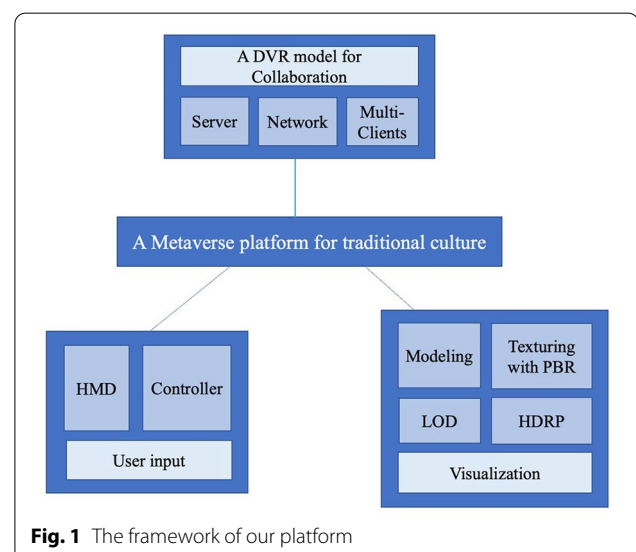 A DVR model for
Collaboration
Server
Network
Multi-
Clients
A Metaverse platform for traditional culture
HMD
Controller
User input
Modeling
Texturing
with PBR
LOD
HDRP
Visualization
Fig. 1 The framework of our platform